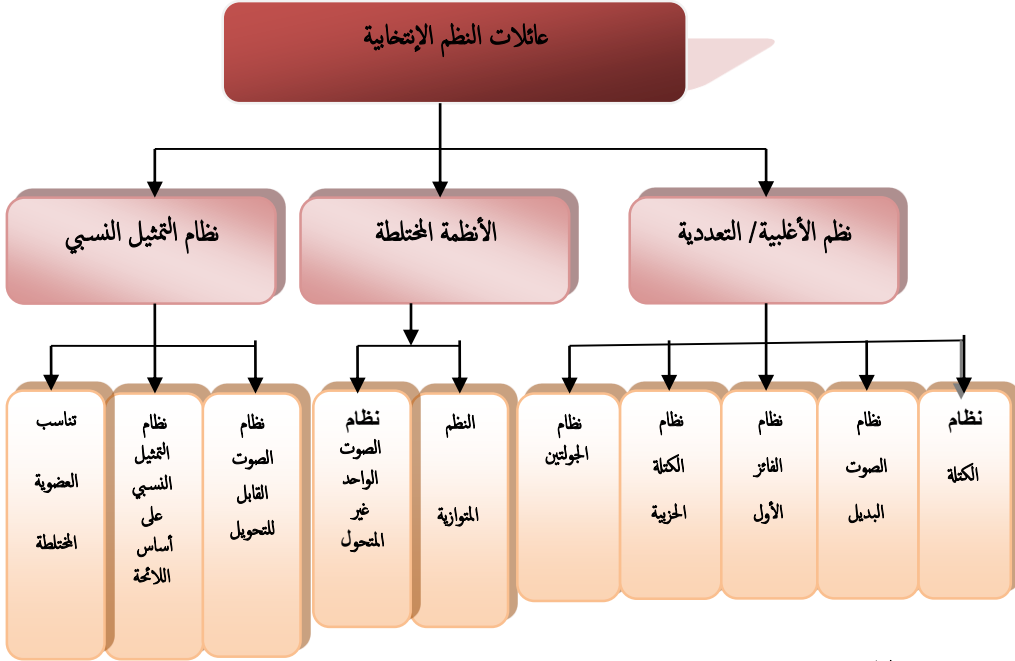 عائلات النظم الإنتخابية
نظم الأغلبية/ التعددية
الأنظمة المختلطة
نظام التمثيل النسبي
نظام
الكتلة
نظام
الصوت
البديل
نظام
الفائز
الأول
نظام
الكتلة
الحزبية
نظام
الجولتين
النظم
المتوازية
نظام
الصوت
الواحد
غير
المتحول
نظام
الصوت
القابل
للتحويل
نظام
التمثيل
النسبي
على
أساس
اللائحة
تناسب
العضوية
المختلطة